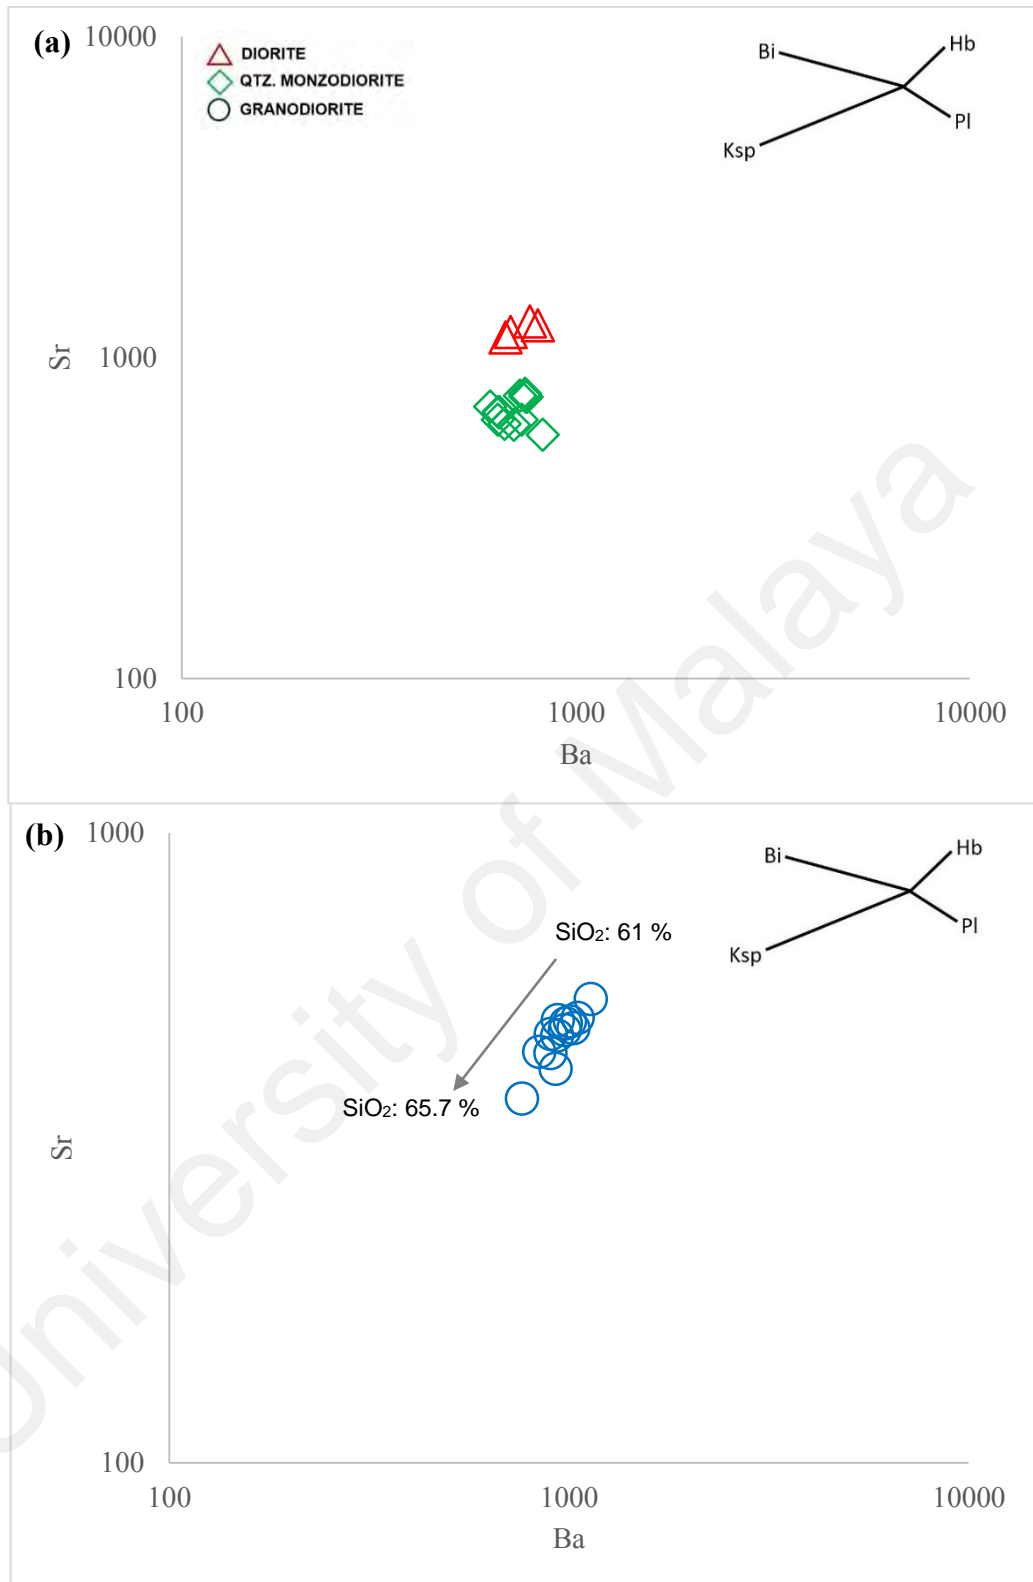 (a)
10000
DIORITE
QTZ. MONZODIORITE
GRANODIORITE
Bi
Hb
Pl
Ksp
Sr
1000
100
100
1000
10000
Ba
(b)
1000
Bi
Hb
Pl
Ksp
SiO₂: 61 %
SiO₂: 65.7 %
Sr
100
100
1000
10000
Ba
University of Malaya